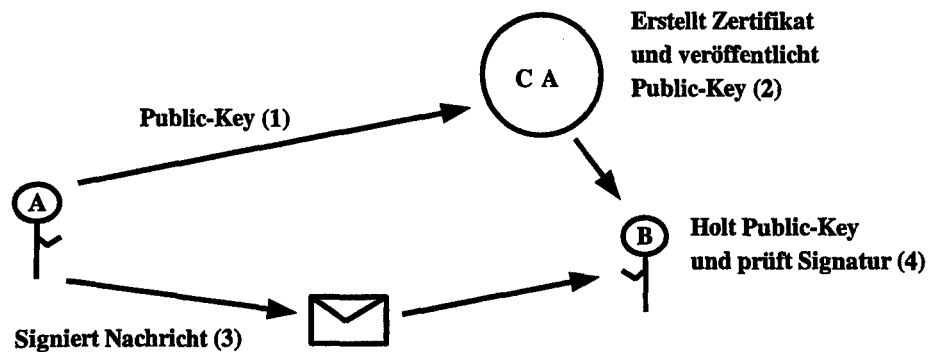 Erstellt Zertifikat
und veröffentlicht
Public-Key (2)
C A
Public-Key (1)
A
B
Holt Public-Key
und prüft Signatur (4)
Signiert Nachricht (3)